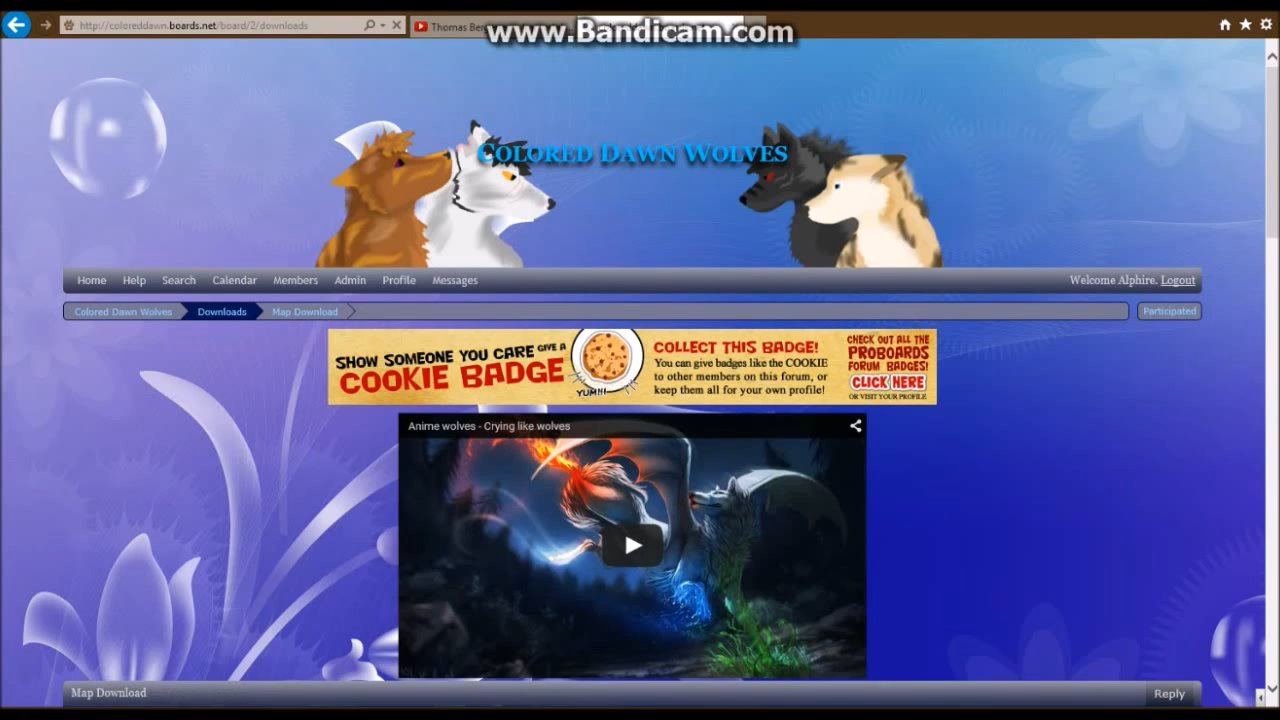 http://coloreddawn.boards.net/board/2/downloads
Thomas Ber
www.Bandicam.com
COLORED DAWN WOLVES
Home Help Search Calendar Members Admin Profile Messages
Welcome Alphire. Logout
Colored Dawn Wolves Downloads Map Download
Participated
SHOW SOMEONE YOU CARE GIVE A
COOKIE BADGE
YUM!!!
COLLECT THIS BADGE!
You can give badges like the COOKIE
to other members on this forum, or
keep them all for your own profile!
CHECK OUT ALL THE
PROBOARDS
FORUM BADGES!
CLICK HERE
OR VISIT YOUR PROFILE
Anime wolves - Crying like wolves
Map Download
Reply